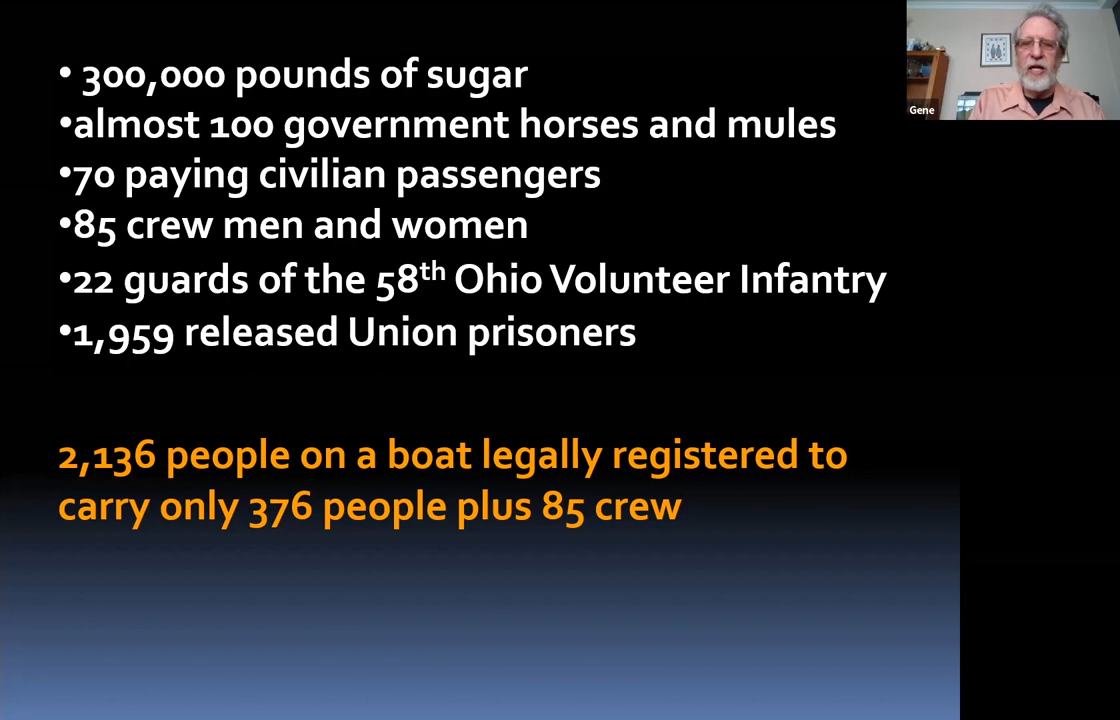 • 300,000 pounds of sugar
•almost 100 government horses and mules
•70 paying civilian passengers
•85 crew men and women
•22 guards of the 58th Ohio Volunteer Infantry
•1,959 released Union prisoners
2,136 people on a boat legally registered to
carry only 376 people plus 85 crew
Gene